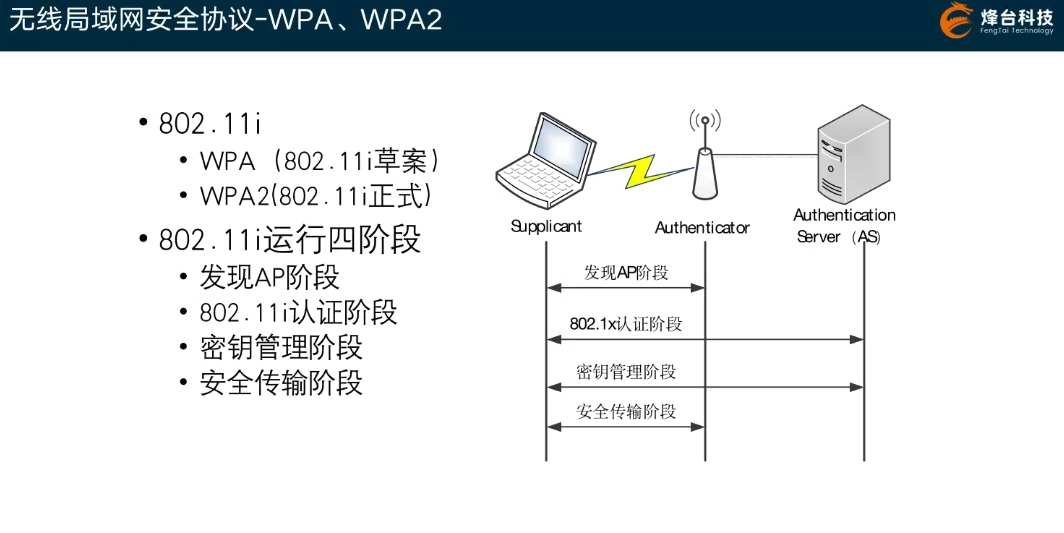 无线局域网安全协议-WPA、WPA2
烽台科技
FengTai Technology
• 802.11i
• WPA（802.11i草案）
• WPA2(802.11i正式)
• 802.11i运行四阶段
• 发现AP阶段
• 802.11i认证阶段
• 密钥管理阶段
• 安全传输阶段
Supplicant
Authenticator
Authentication
Server（AS）
发现AP阶段
802.1x认证阶段
密钥管理阶段
安全传输阶段